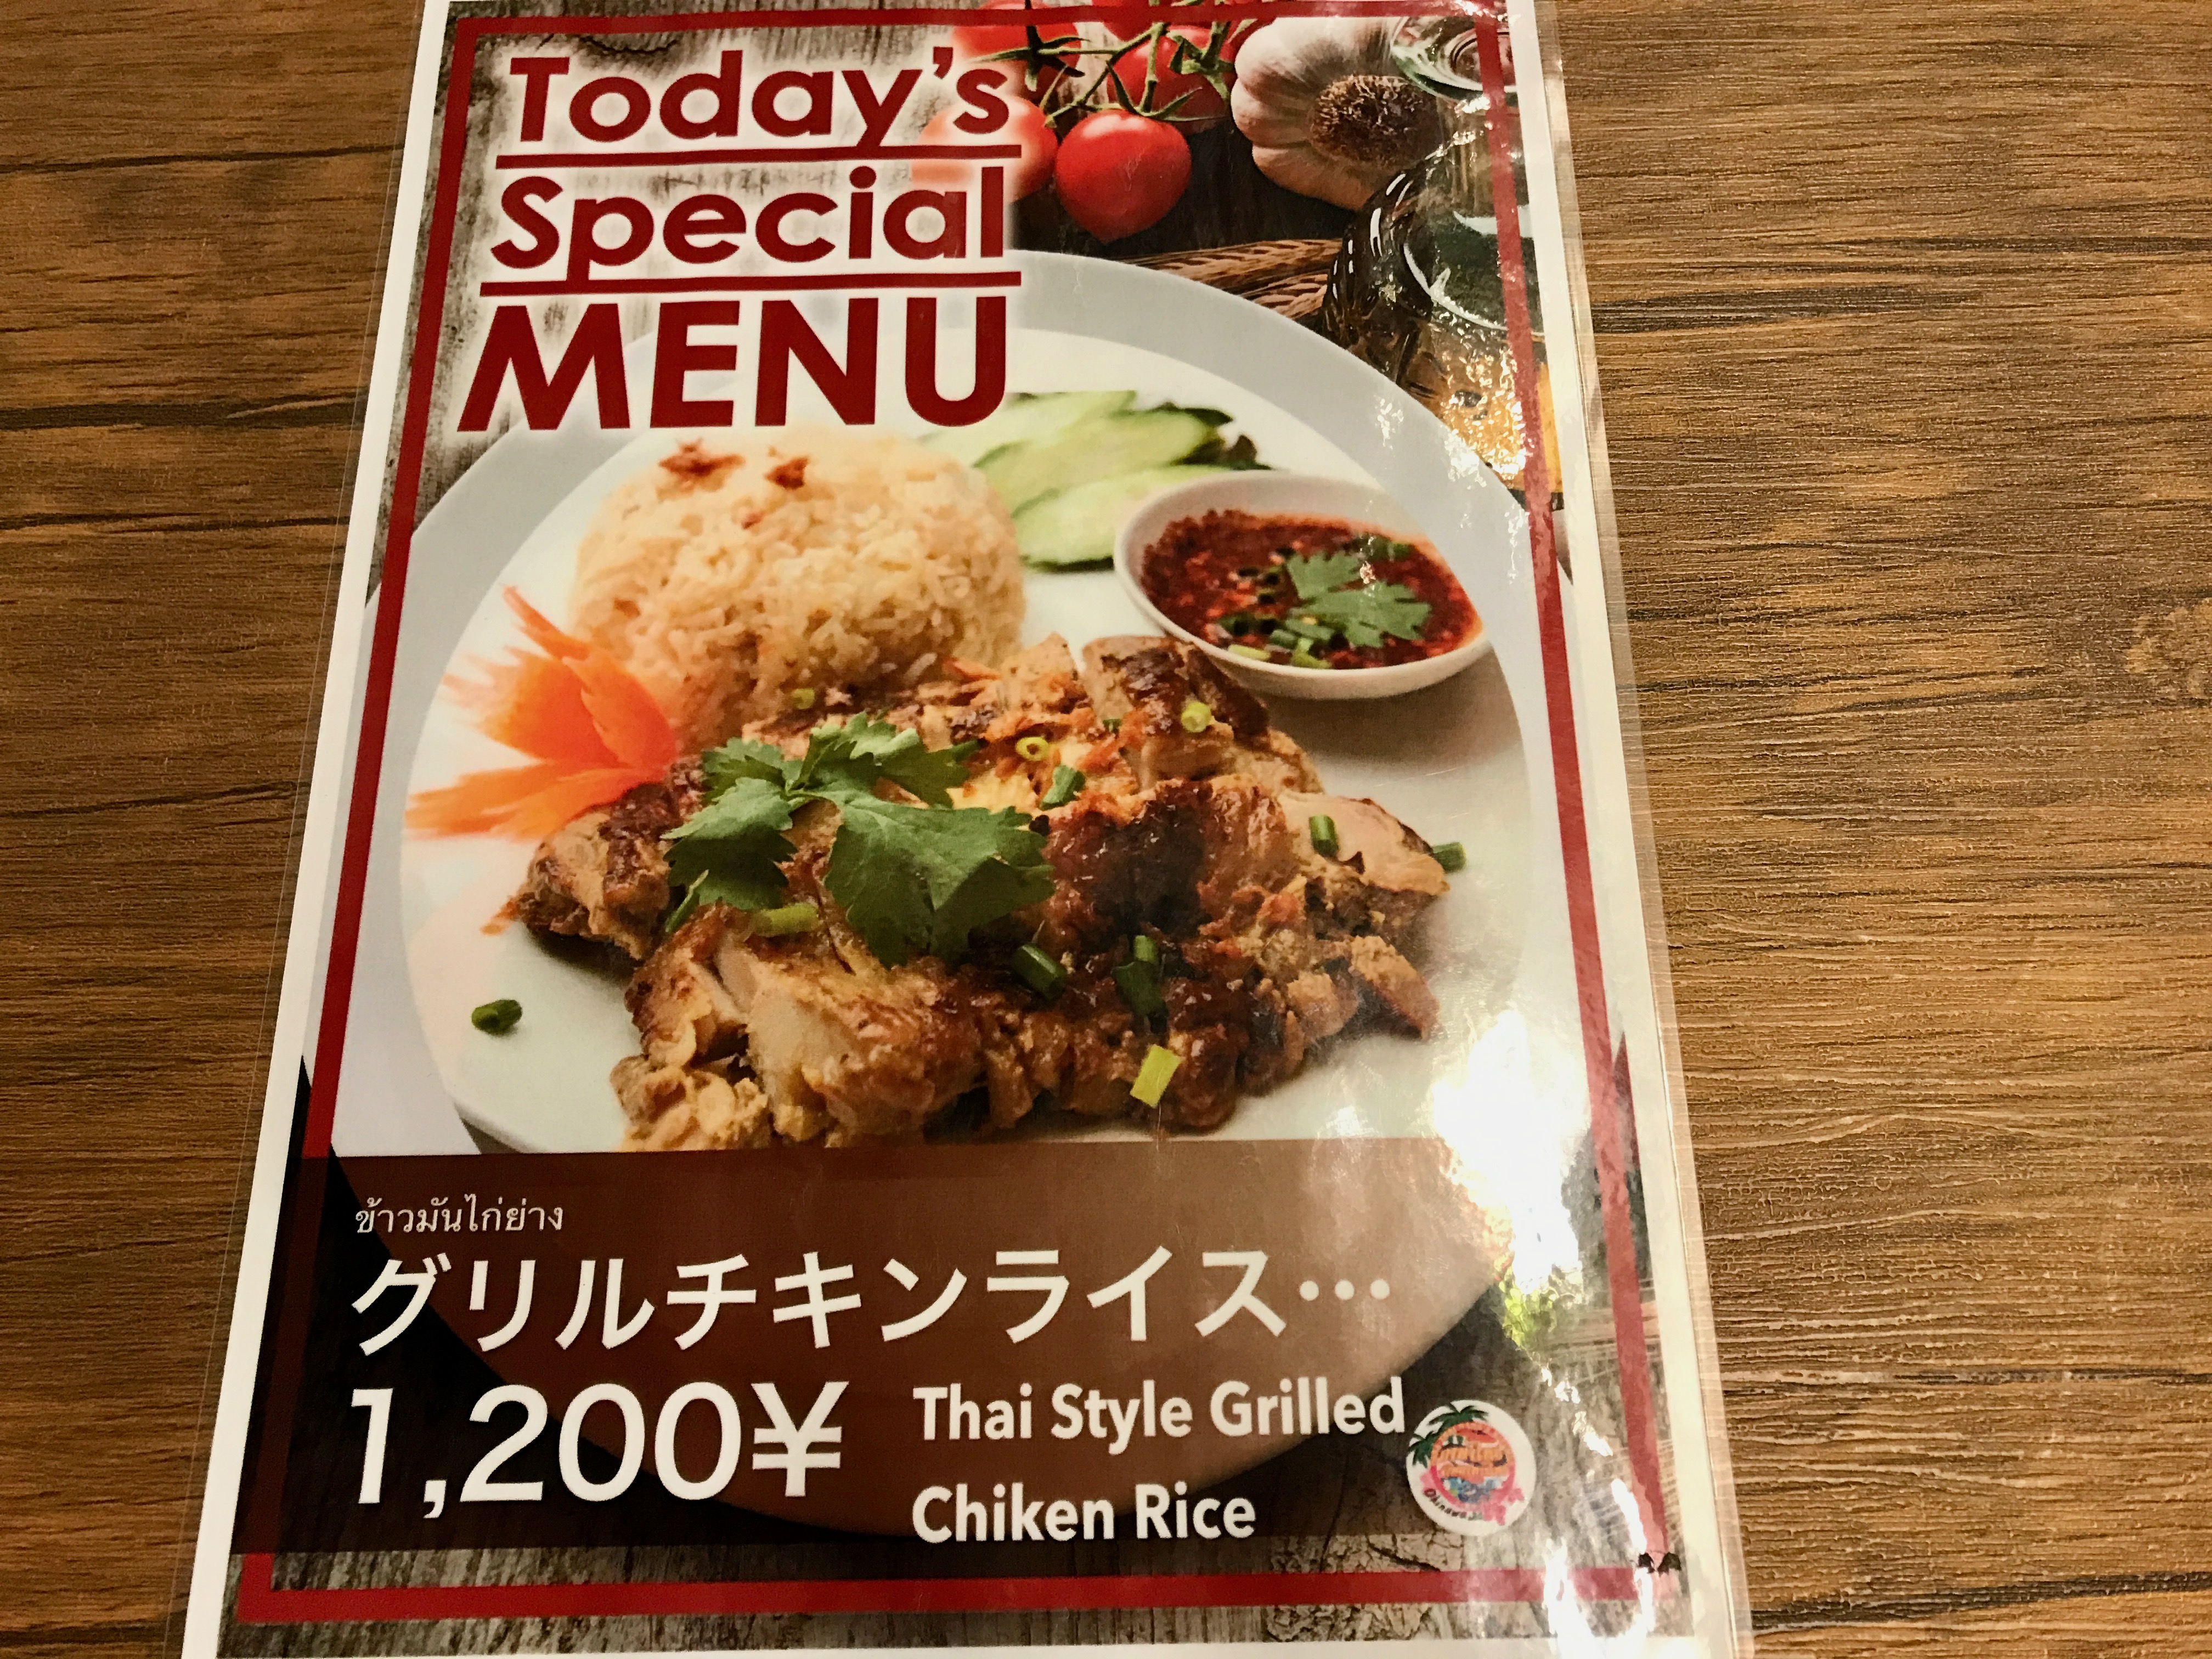 Today's
Special
MENU
ข้าวมันไก่ย่าง
グリルチキンライス…
1,200¥
Thai Style Grilled
Chiken Rice